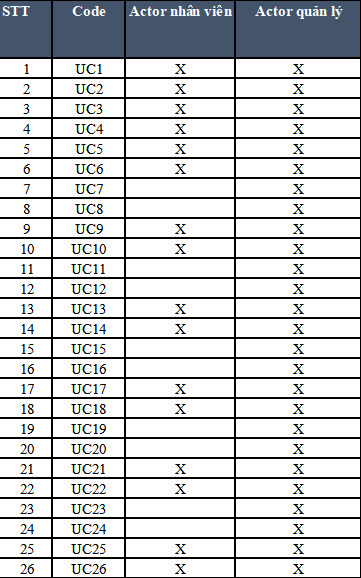 STT Code Actor nhân viên Actor quản lý
1 UC1 X X
2 UC2 X X
3 UC3 X X
4 UC4 X X
5 UC5 X X
6 UC6 X X
7 UC7 X
8 UC8 X
9 UC9 X X
10 UC10 X X
11 UC11 X
12 UC12 X
13 UC13 X X
14 UC14 X X
15 UC15 X
16 UC16 X
17 UC17 X X
18 UC18 X X
19 UC19 X
20 UC20 X
21 UC21 X X
22 UC22 X X
23 UC23 X
24 UC24 X
25 UC25 X X
26 UC26 X X